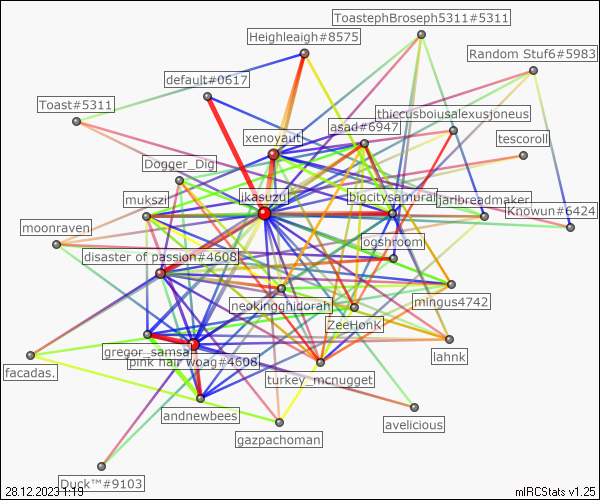 ToastephBroseph5311#5311
Heighleaigh#8575
Random Stuf6#5983
default#0617
Toast#5311
thiccusboiusalexusjoneus
asad#6947
xenoyaut
tescoroll
Dogger_Dig
mukszi
ikasuzu
bigcitysamurai
jarlbreadmaker
Knowun#6424
moonraven
ogshroom
disaster of passion#4608
neokingghidorah
mingus4742
ZeeHonK
gregor_samsa
pink hair woag#4608
lahnk
facadas.
turkey_mcnugget
andnewbees
avelicious
gazpachoman
Duck™#9103
28.12.2023 1:19
mIRCStats v1.25